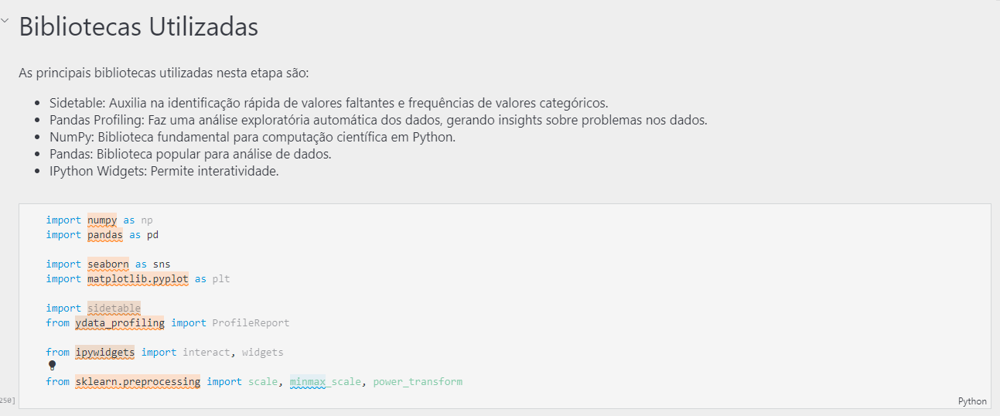 Bibliotecas Utilizadas
As principais bibliotecas utilizadas nesta etapa são:
• Sidetable: Auxilia na identificação rápida de valores faltantes e frequências de valores categóricos.
• Pandas Profiling: Faz uma análise exploratória automática dos dados, gerando insights sobre problemas nos dados.
• NumPy: Biblioteca fundamental para computação científica em Python.
• Pandas: Biblioteca popular para análise de dados.
• IPython Widgets: Permite interatividade.
import numpy as np
import pandas as pd
import seaborn as sns
import matplotlib.pyplot as plt
import sidetable
from ydata_profiling import ProfileReport
from ipywidgets import interact, widgets
from sklearn.preprocessing import scale, minmax_scale, power_transform
250]
Python